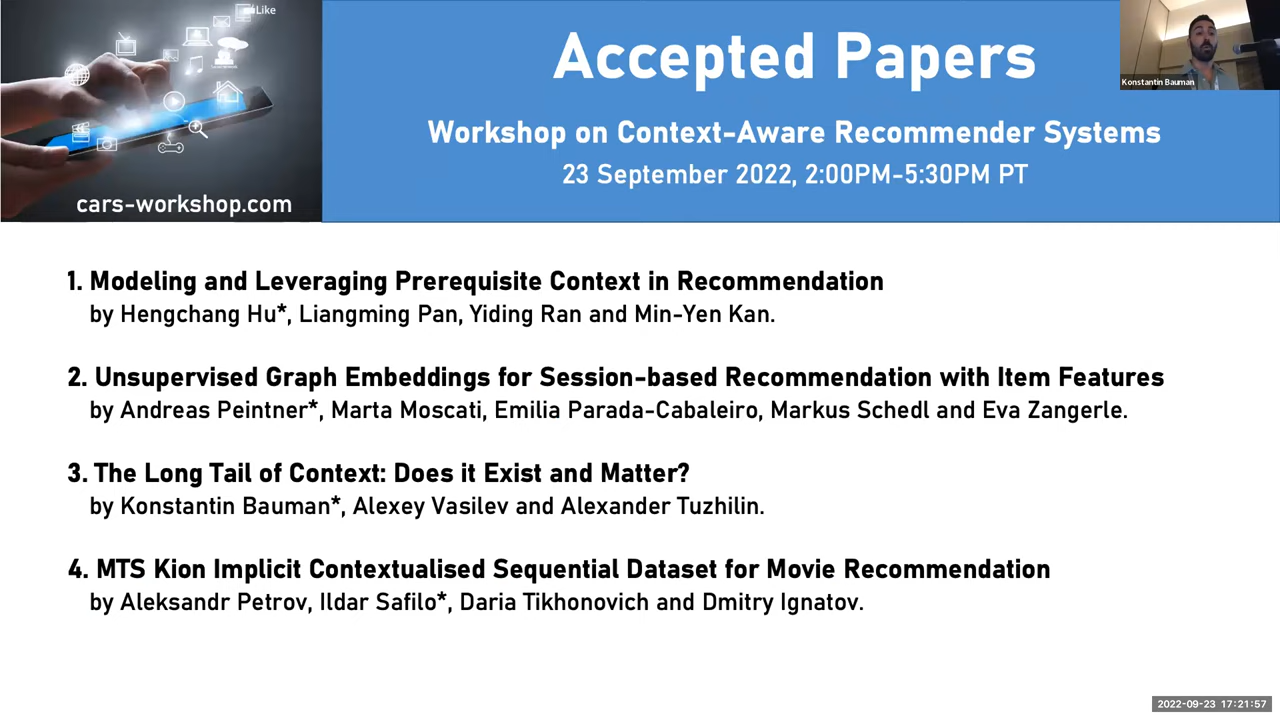 Like
cars-workshop.com
Accepted Papers
Workshop on Context-Aware Recommender Systems
23 September 2022, 2:00PM-5:30PM PT
Konstantin Bauman
1. Modeling and Leveraging Prerequisite Context in Recommendation
by Hengchang Hu*, Liangming Pan, Yiding Ran and Min-Yen Kan.
2. Unsupervised Graph Embeddings for Session-based Recommendation with Item Features
by Andreas Peintner*, Marta Moscati, Emilia Parada-Cabaleiro, Markus Schedl and Eva Zangerle.
3. The Long Tail of Context: Does it Exist and Matter?
by Konstantin Bauman*, Alexey Vasilev and Alexander Tuzhilin.
4. MTS Kion Implicit Contextualised Sequential Dataset for Movie Recommendation
by Aleksandr Petrov, Ildar Safilo*, Daria Tikhonovich and Dmitry Ignatov.
2022-09-23 17:21:57